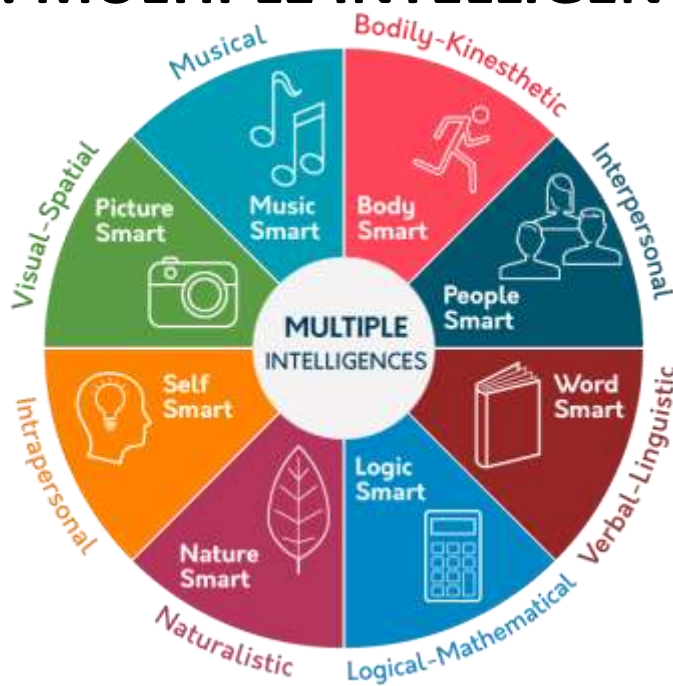 MULTIPLE
Musical
Bodily-Kinesthetic
Interpersonal
Verbal-Linguistic
Logical-Mathematical
Naturalistic
Intrapersonal
Visual-Spatial
Music
Smart
Body
Smart
People
Smart
Word
Smart
Logic
Smart
Nature
Smart
Self
Smart
Picture
Smart
MULTIPLE
INTELLIGENCES